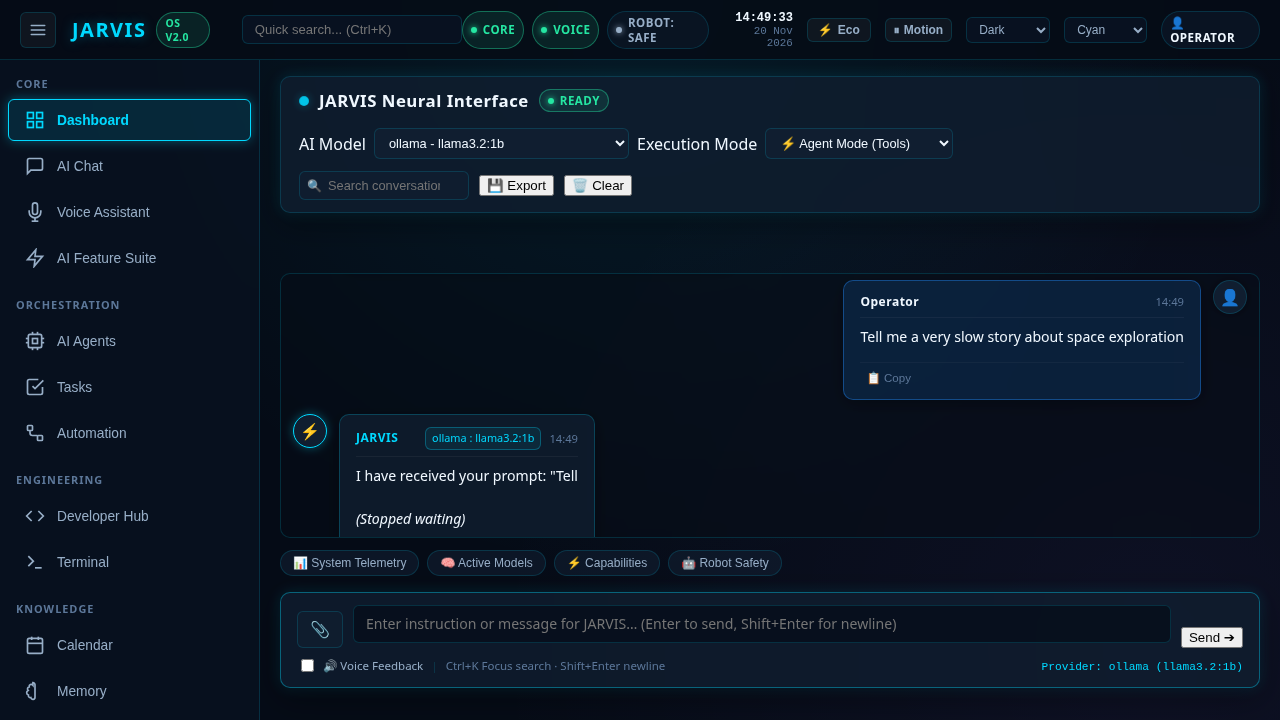 JARVIS
OS V2.0
Quick search... (Ctrl+K)
CORE
VOICE
ROBOT: SAFE
14:49:33
20 Nov 2026
⚡ Eco
Motion
Dark
Cyan
👤 OPERATOR
CORE
Dashboard
AI Chat
Voice Assistant
AI Feature Suite
ORCHESTRATION
AI Agents
Tasks
Automation
ENGINEERING
Developer Hub
Terminal
KNOWLEDGE
Calendar
Memory
JARVIS Neural Interface
READY
AI Model
ollama - llama3.2:1b
Execution Mode
⚡ Agent Mode (Tools)
🔍 Search conversation
💾 Export
🗑️ Clear
Operator
14:49
👤
Tell me a very slow story about space exploration
📋 Copy
⚡
JARVIS
ollama : llama3.2:1b
14:49
I have received your prompt: "Tell
(Stopped waiting)
📊 System Telemetry
🧠 Active Models
⚡ Capabilities
🤖 Robot Safety
📎
Enter instruction or message for JARVIS... (Enter to send, Shift+Enter for newline)
Send ➔
🔊 Voice Feedback
Ctrl+K Focus search · Shift+Enter newline
Provider: ollama (llama3.2:1b)